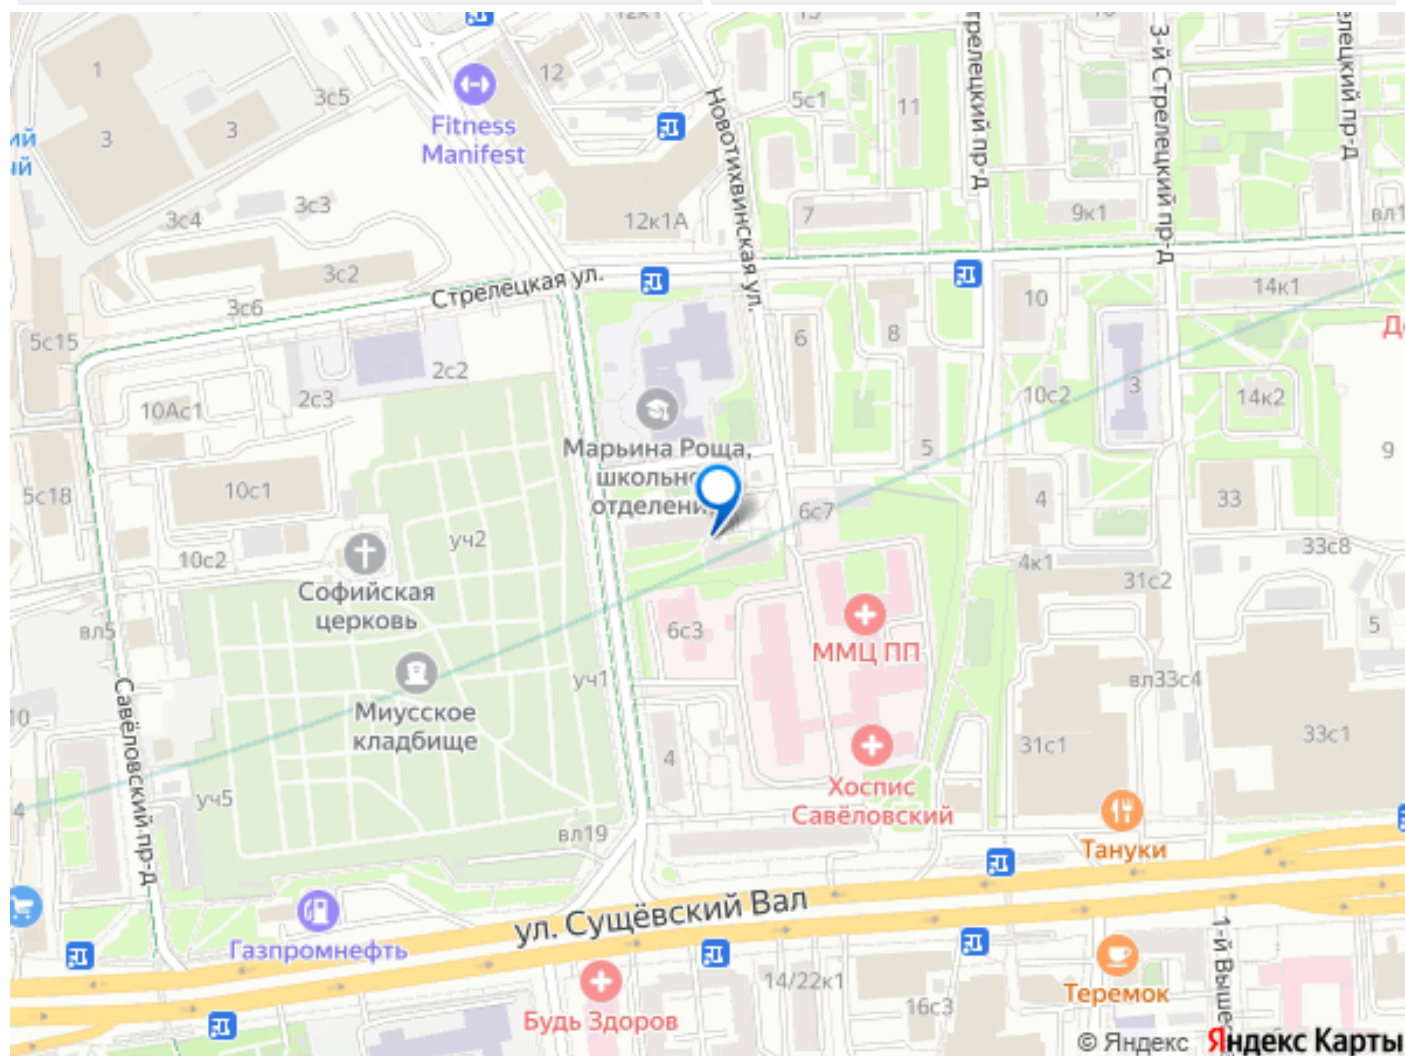 12к1
13
16
1
12
3-й Стрелецкий пр-д
3с5
Fitness
Manifest
Новотихвинская ул.
5с1
11
3
3
3с3
3с4
7
9к1
12к1А
3с2
Стрелецкая ул.
3с6
14к1
10
5с15
6
8
2с2
3
10с2
14к2
2с3
10Ас1
Марьина Роща,
5
9
10с1
5с18
4
33
6с7
уч2
10с2
33с8
4к1
31с2
Софийская
церковь
ММЦ ПП
6с3
5
вл5
уч1
вл33с4
Савёловский пр-д
Миусское
кладбище
10
4
31с1
33с1
Хоспис
Савёловский
уч5
4
вл19
Тануки
ул. Сущёвский Вал
Газпромнефть
14/22к1
Теремок
16с3
Будь Здоров
© Яндекс Яндекс Карты